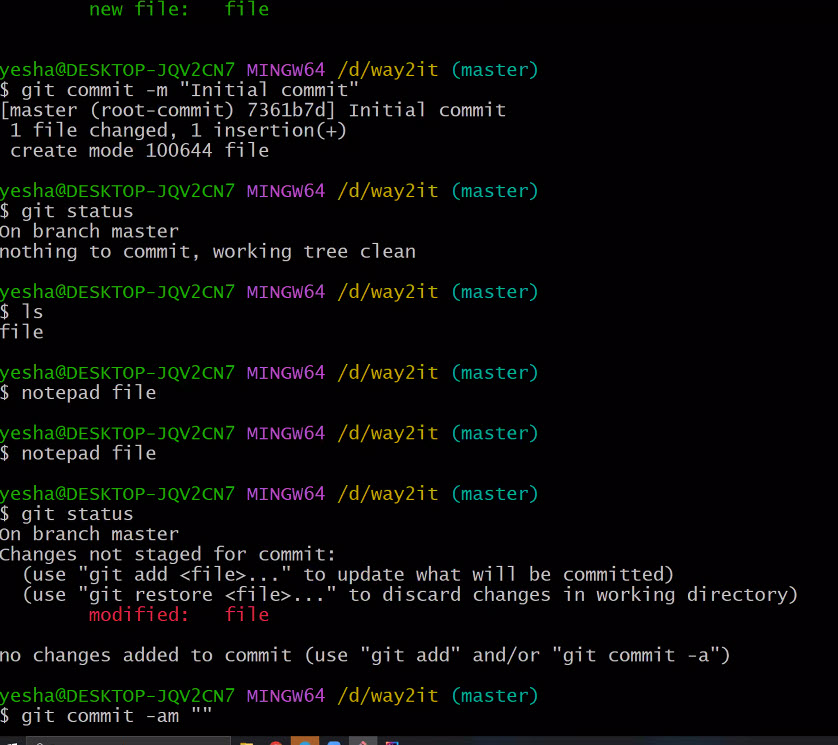 new file:   file
yesha@DESKTOP-JQV2CN7 MINGW64 /d/way2it (master)
$ git commit -m "Initial commit"
[master (root-commit) 7361b7d] Initial commit
 1 file changed, 1 insertion(+)
 create mode 100644 file
yesha@DESKTOP-JQV2CN7 MINGW64 /d/way2it (master)
$ git status
On branch master
nothing to commit, working tree clean
yesha@DESKTOP-JQV2CN7 MINGW64 /d/way2it (master)
$ ls
file
yesha@DESKTOP-JQV2CN7 MINGW64 /d/way2it (master)
$ notepad file
yesha@DESKTOP-JQV2CN7 MINGW64 /d/way2it (master)
$ notepad file
yesha@DESKTOP-JQV2CN7 MINGW64 /d/way2it (master)
$ git status
On branch master
Changes not staged for commit:
  (use "git add <file>..." to update what will be committed)
  (use "git restore <file>..." to discard changes in working directory)
        modified:   file
no changes added to commit (use "git add" and/or "git commit -a")
yesha@DESKTOP-JQV2CN7 MINGW64 /d/way2it (master)
$ git commit -am ""